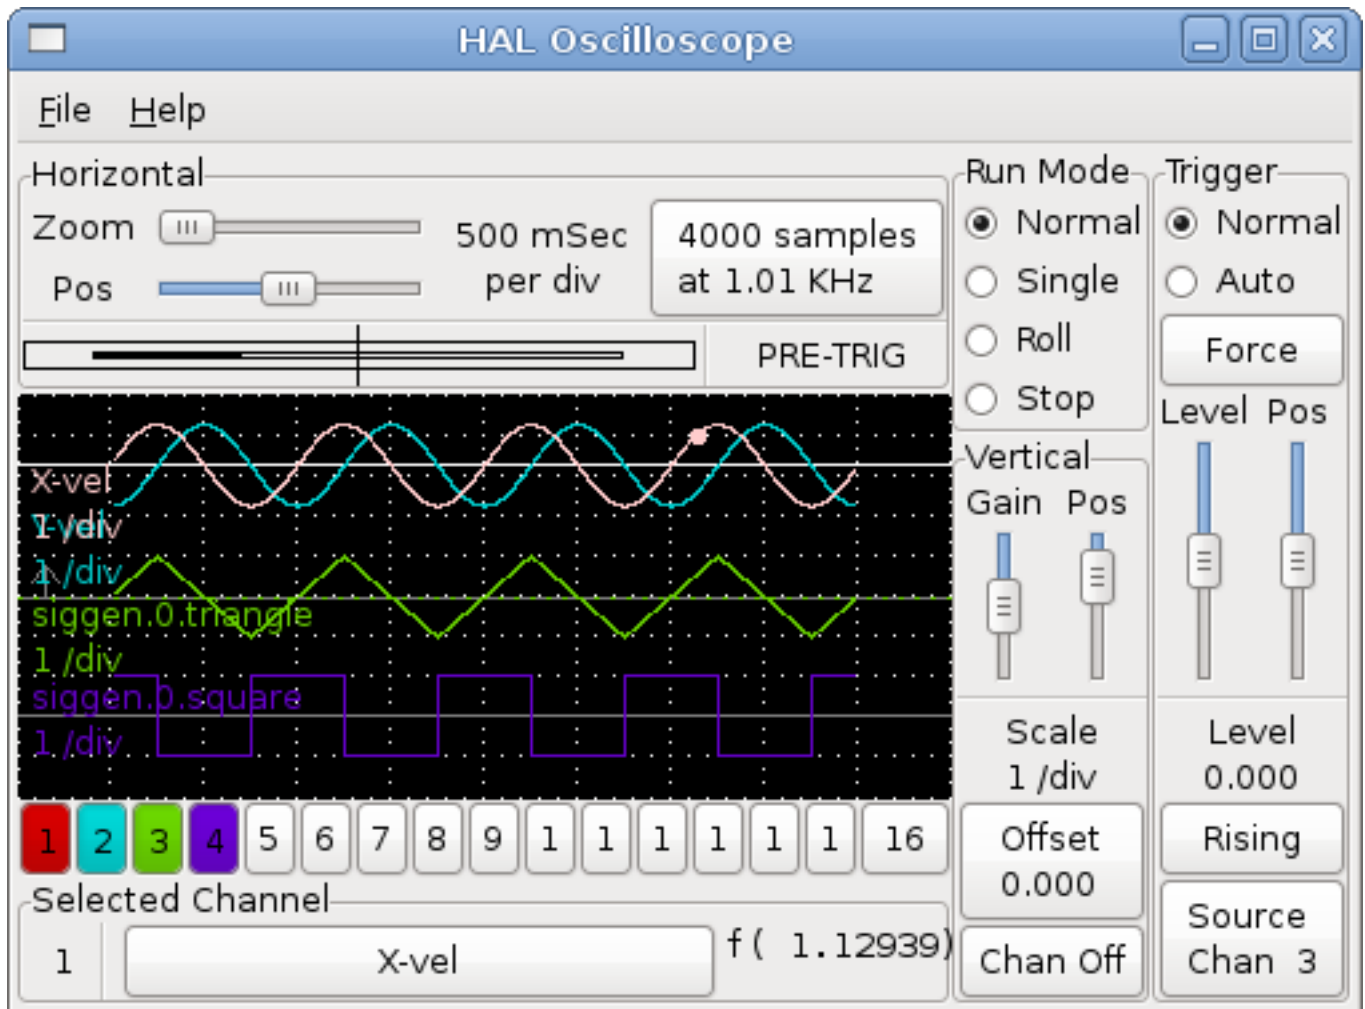 HAL Oscilloscope
File Help
Horizontal
Zoom
Pos
500 mSec
per div
4000 samples
at 1.01 KHz
PRE-TRIG
Run Mode
Normal
Single
Roll
Stop
Trigger
Normal
Auto
Force
Level Pos
Vertical
Gain Pos
Scale
1 /div
Offset
0.000
Chan Off
Level
0.000
Rising
Source
Chan 3
X-vel
1 /div
Y-vel
1 /div
siggen.0.triangle
1 /div
siggen.0.square
1 /div
1 2 3 4 5 6 7 8 9 1 1 1 1 1 1 16
Selected Channel
1 X-vel f( 1.12939)